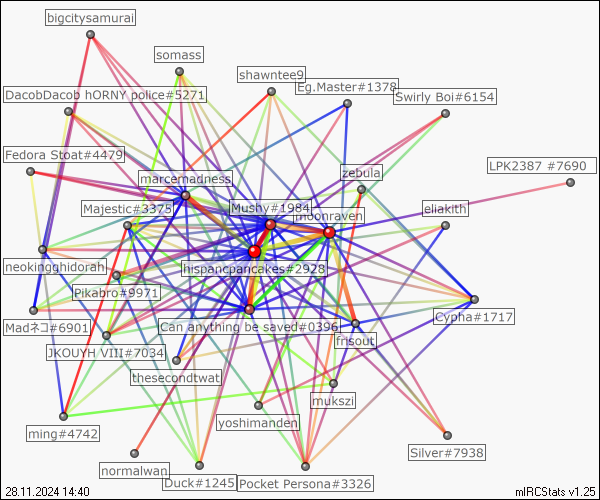 bigcitysamurai
somass
shawntee9
Eg.Master#1378
DacobDacob hORNY police#5271
Swirly Boi#6154
Fedora Stoat#4479
LPK2387 #7690
zebula
marcemadness
Majestic#3375
Mushy#1984
moonraven
eliakith
neokingghidorah
hispancpancakes#2928
Pikabro#9971
Madネコ#6901
Can anything be saved#0396
Cypha#1717
frisout
JKOUYH VIII#7034
thesecondtwat
mukszi
yoshimanden
ming#4742
Silver#7938
normalwan
Duck#1245
Pocket Persona#3326
28.11.2024 14:40
mIRCStats v1.25